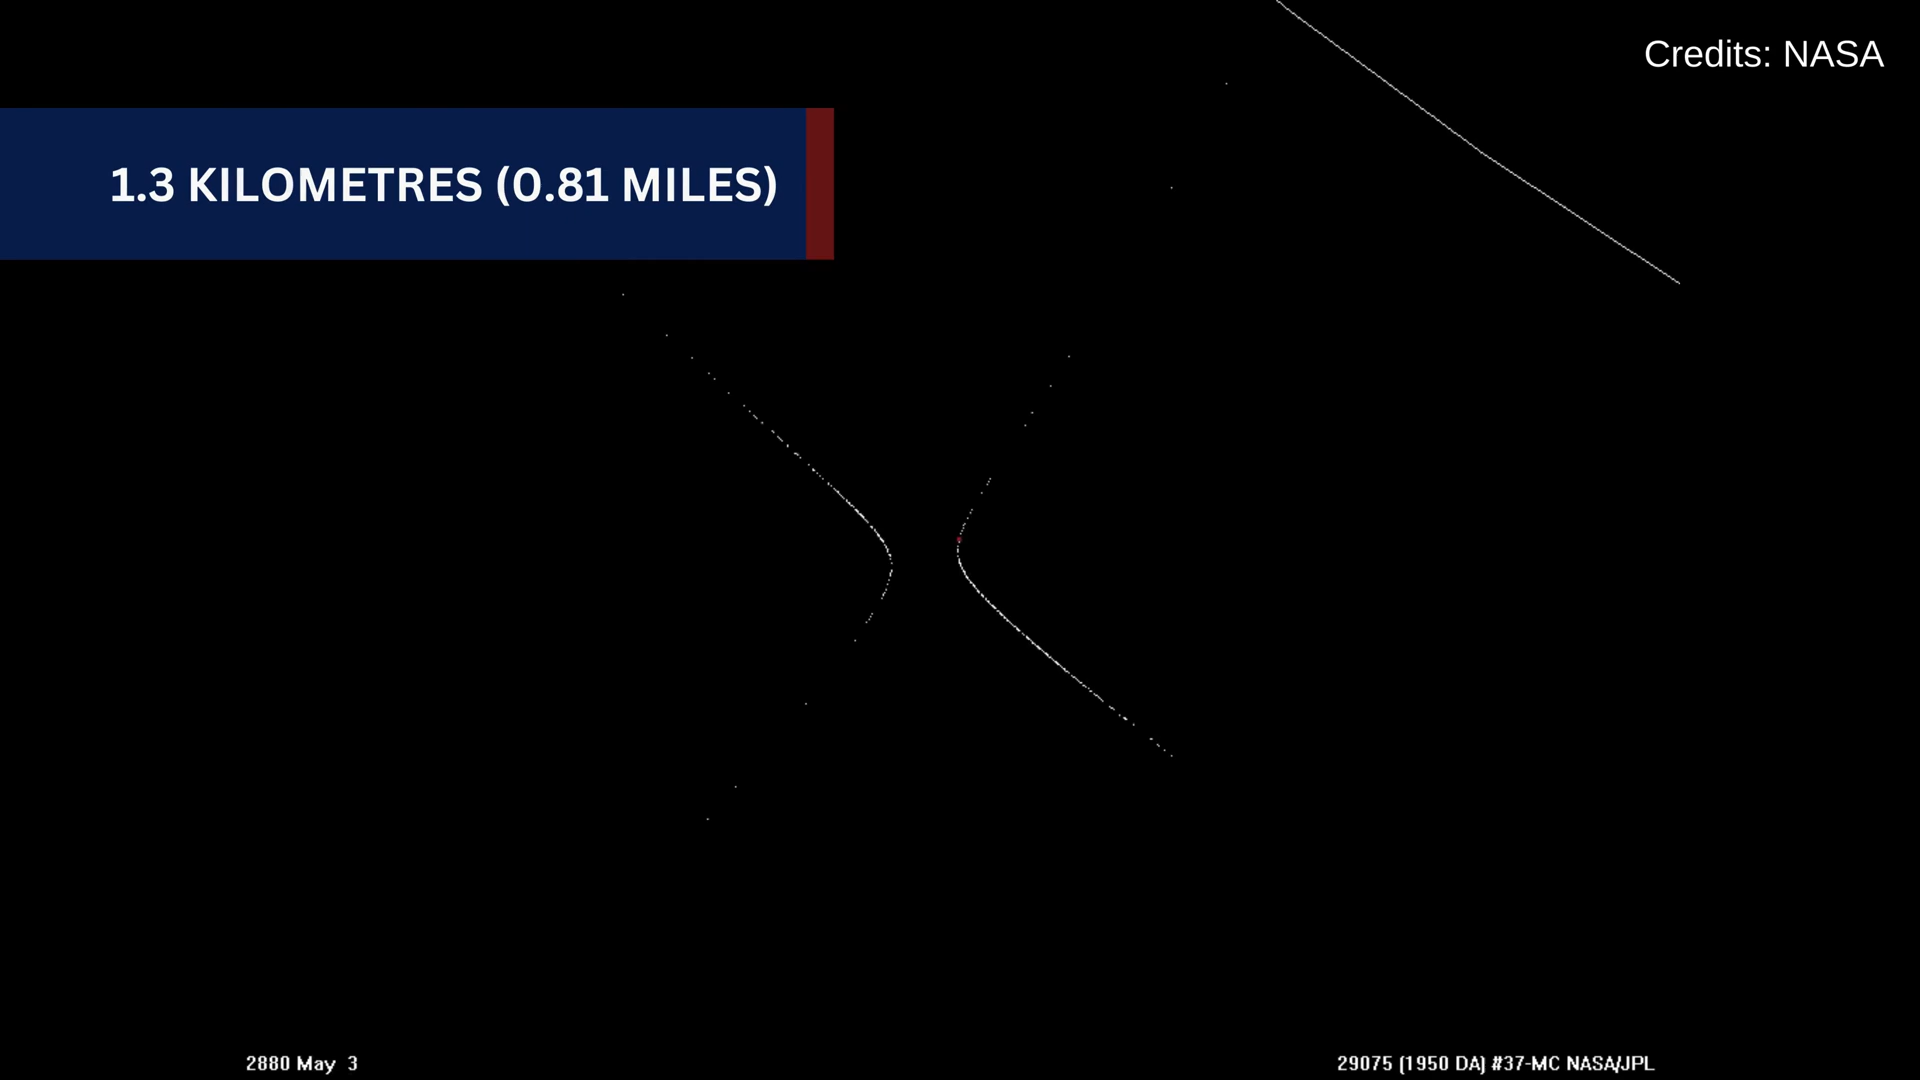 Credits: NASA
1.3 KILOMETRES (0.81 MILES)
2880 May  3
29075 (1950 DA) #37-MC NASA/JPL